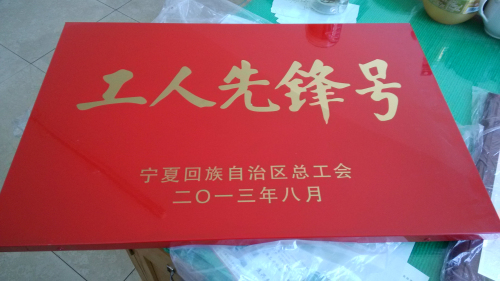 工人先锋号
宁夏回族自治区总工会
二〇一三年八月